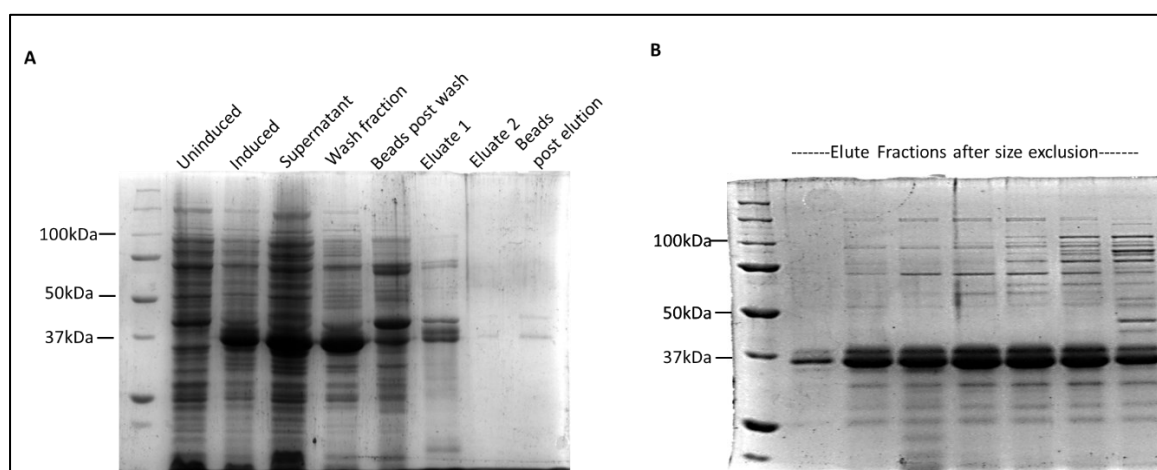 A
Uninduced
Induced
Supernatant
Wash fraction
Beads post wash
Eluate 1
Eluate 2
Beads
post elution
100kDa
50kDa
37kDa
B
-------Elute Fractions after size exclusion-------
100kDa
50kDa
37kDa